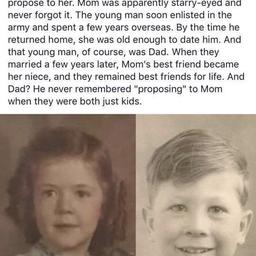 propose to her. Mom was apparently starry-eyed and
never forgot it. The young man soon enlisted in the
army and spent a few years overseas. By the time he
returned home, she was old enough to date him. And
that young man, of course, was Dad. When they
married a few years later, Mom's best friend became
her niece, and they remained best friends for life. And
Dad? He never remembered "proposing" to Mom
when they were both just kids.